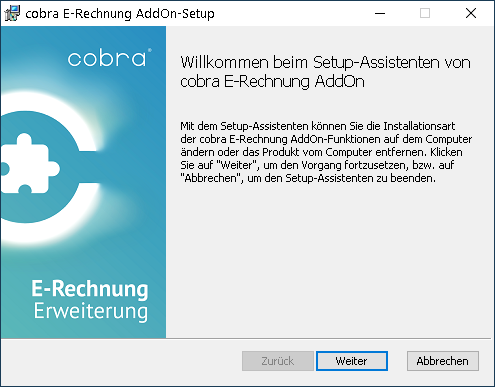 cobra E-Rechnung AddOn-Setup
cobra®
Willkommen beim Setup-Assistenten von
cobra E-Rechnung AddOn
Mit dem Setup-Assistenten können Sie die Installationsart
der cobra E-Rechnung AddOn-Funktionen auf dem Computer
ändern oder das Produkt vom Computer entfernen. Klicken
Sie auf "Weiter", um den Vorgang fortzusetzen, bzw. auf
"Abbrechen", um den Setup-Assistenten zu beenden.
E-Rechnung
Erweiterung
Zurück
Weiter
Abbrechen